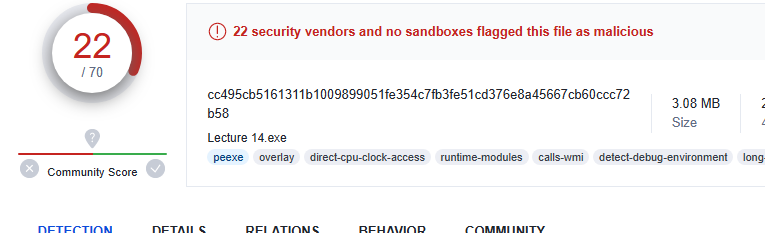 22
/ 70
?
Community Score
22 security vendors and no sandboxes flagged this file as malicious
cc495cb5161311b1009899051fe354c7fb3fe51cd376e8a45667cb60ccc72
b58
Lecture 14.exe
peexe overlay direct-cpu-clock-access runtime-modules calls-wmi detect-debug-environment long-
3.08 MB
Size
DETECTION DETAILS RELATIONS BEHAVIOR COMMUNITY